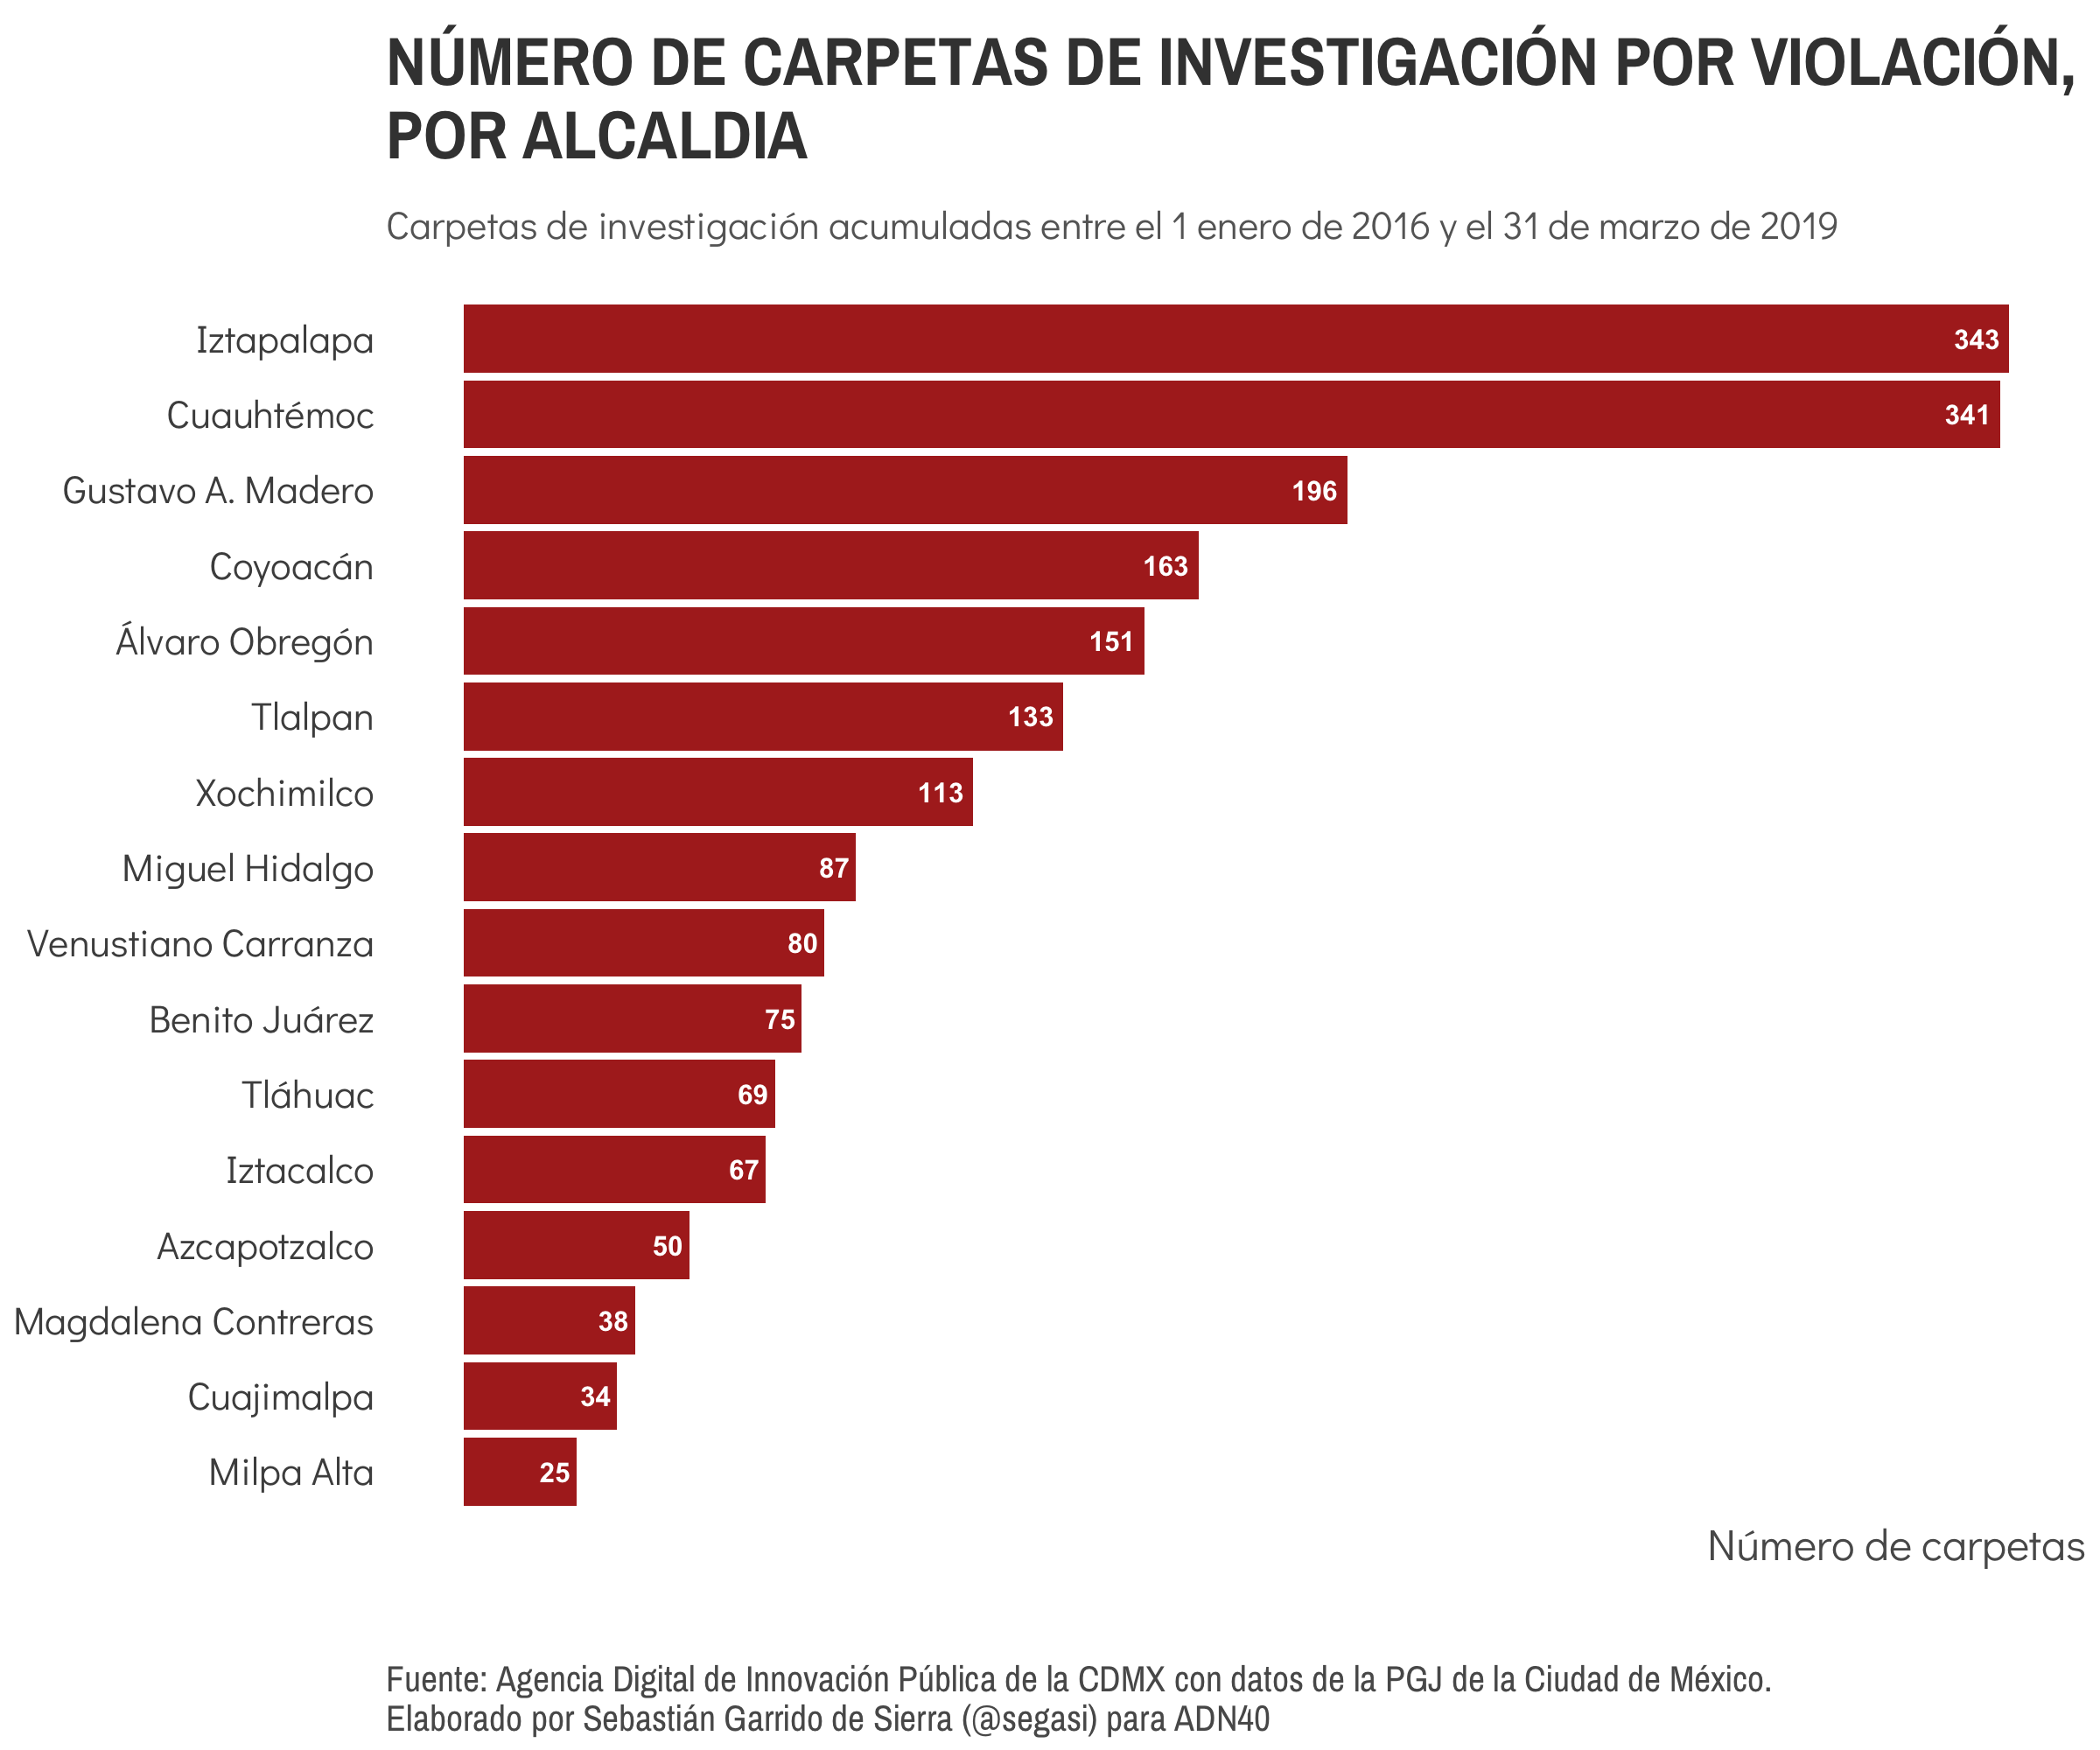 NÚMERO DE CARPETAS DE INVESTIGACIÓN POR VIOLACIÓN,
POR ALCALDIA
Carpetas de investigación acumuladas entre el 1 enero de 2016 y el 31 de marzo de 2019
Iztapalapa 343
Cuauhtémoc 341
Gustavo A. Madero 196
Coyoacán 163
Álvaro Obregón 151
Tlalpan 133
Xochimilco 113
Miguel Hidalgo 87
Venustiano Carranza 80
Benito Juárez 75
Tláhuac 69
Iztacalco 67
Azcapotzalco 50
Magdalena Contreras 38
Cuajimalpa 34
Milpa Alta 25
Número de carpetas
Fuente: Agencia Digital de Innovación Pública de la CDMX con datos de la PGJ de la Ciudad de México.
Elaborado por Sebastián Garrido de Sierra (@segasi) para ADN40